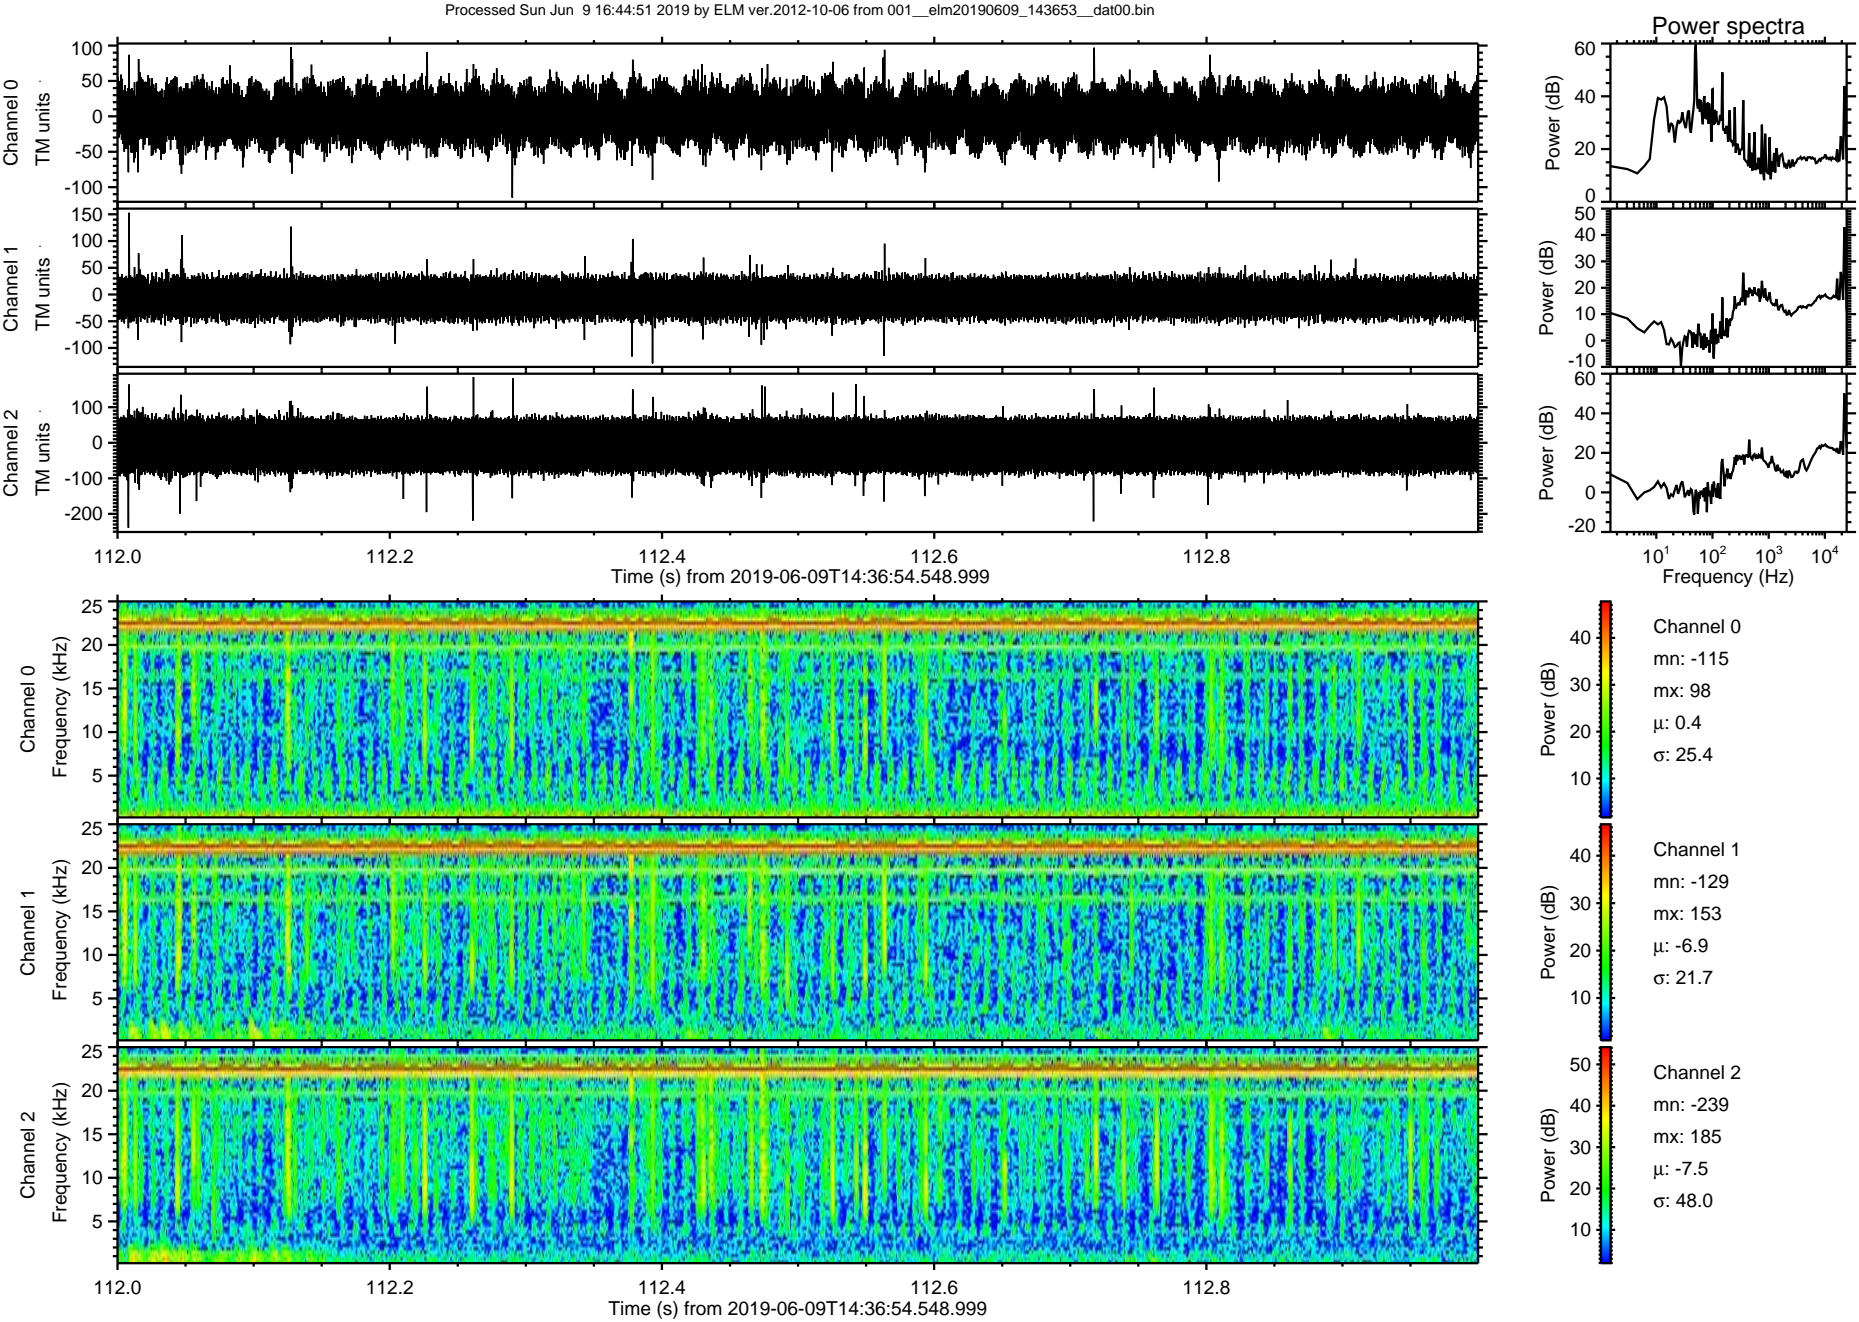 Processed Sun Jun  9 16:44:51 2019 by ELM ver.2012-10-06 from 001__elm20190609_143653__dat00.bin
Power spectra
Channel 0
TM units
100
50
0
-50
-100
Power (dB)
60
40
20
0
Channel 1
TM units
150
100
50
0
-50
-100
Power (dB)
50
40
30
20
10
0
-10
Channel 2
TM units
100
0
-100
-200
Power (dB)
60
40
20
0
-20
112.0 112.2 112.4 112.6 112.8
Time (s) from 2019-06-09T14:36:54.548.999
10¹ 10² 10³ 10⁴
Frequency (Hz)
Channel 0
Frequency (kHz)
25
20
15
10
5
Power (dB)
40
30
20
10
Channel 0
mn: -115
mx: 98
μ: 0.4
σ: 25.4
Channel 1
Frequency (kHz)
25
20
15
10
5
Power (dB)
40
30
20
10
Channel 1
mn: -129
mx: 153
μ: -6.9
σ: 21.7
Channel 2
Frequency (kHz)
25
20
15
10
5
Power (dB)
50
40
30
20
10
Channel 2
mn: -239
mx: 185
μ: -7.5
σ: 48.0
112.0 112.2 112.4 112.6 112.8
Time (s) from 2019-06-09T14:36:54.548.999